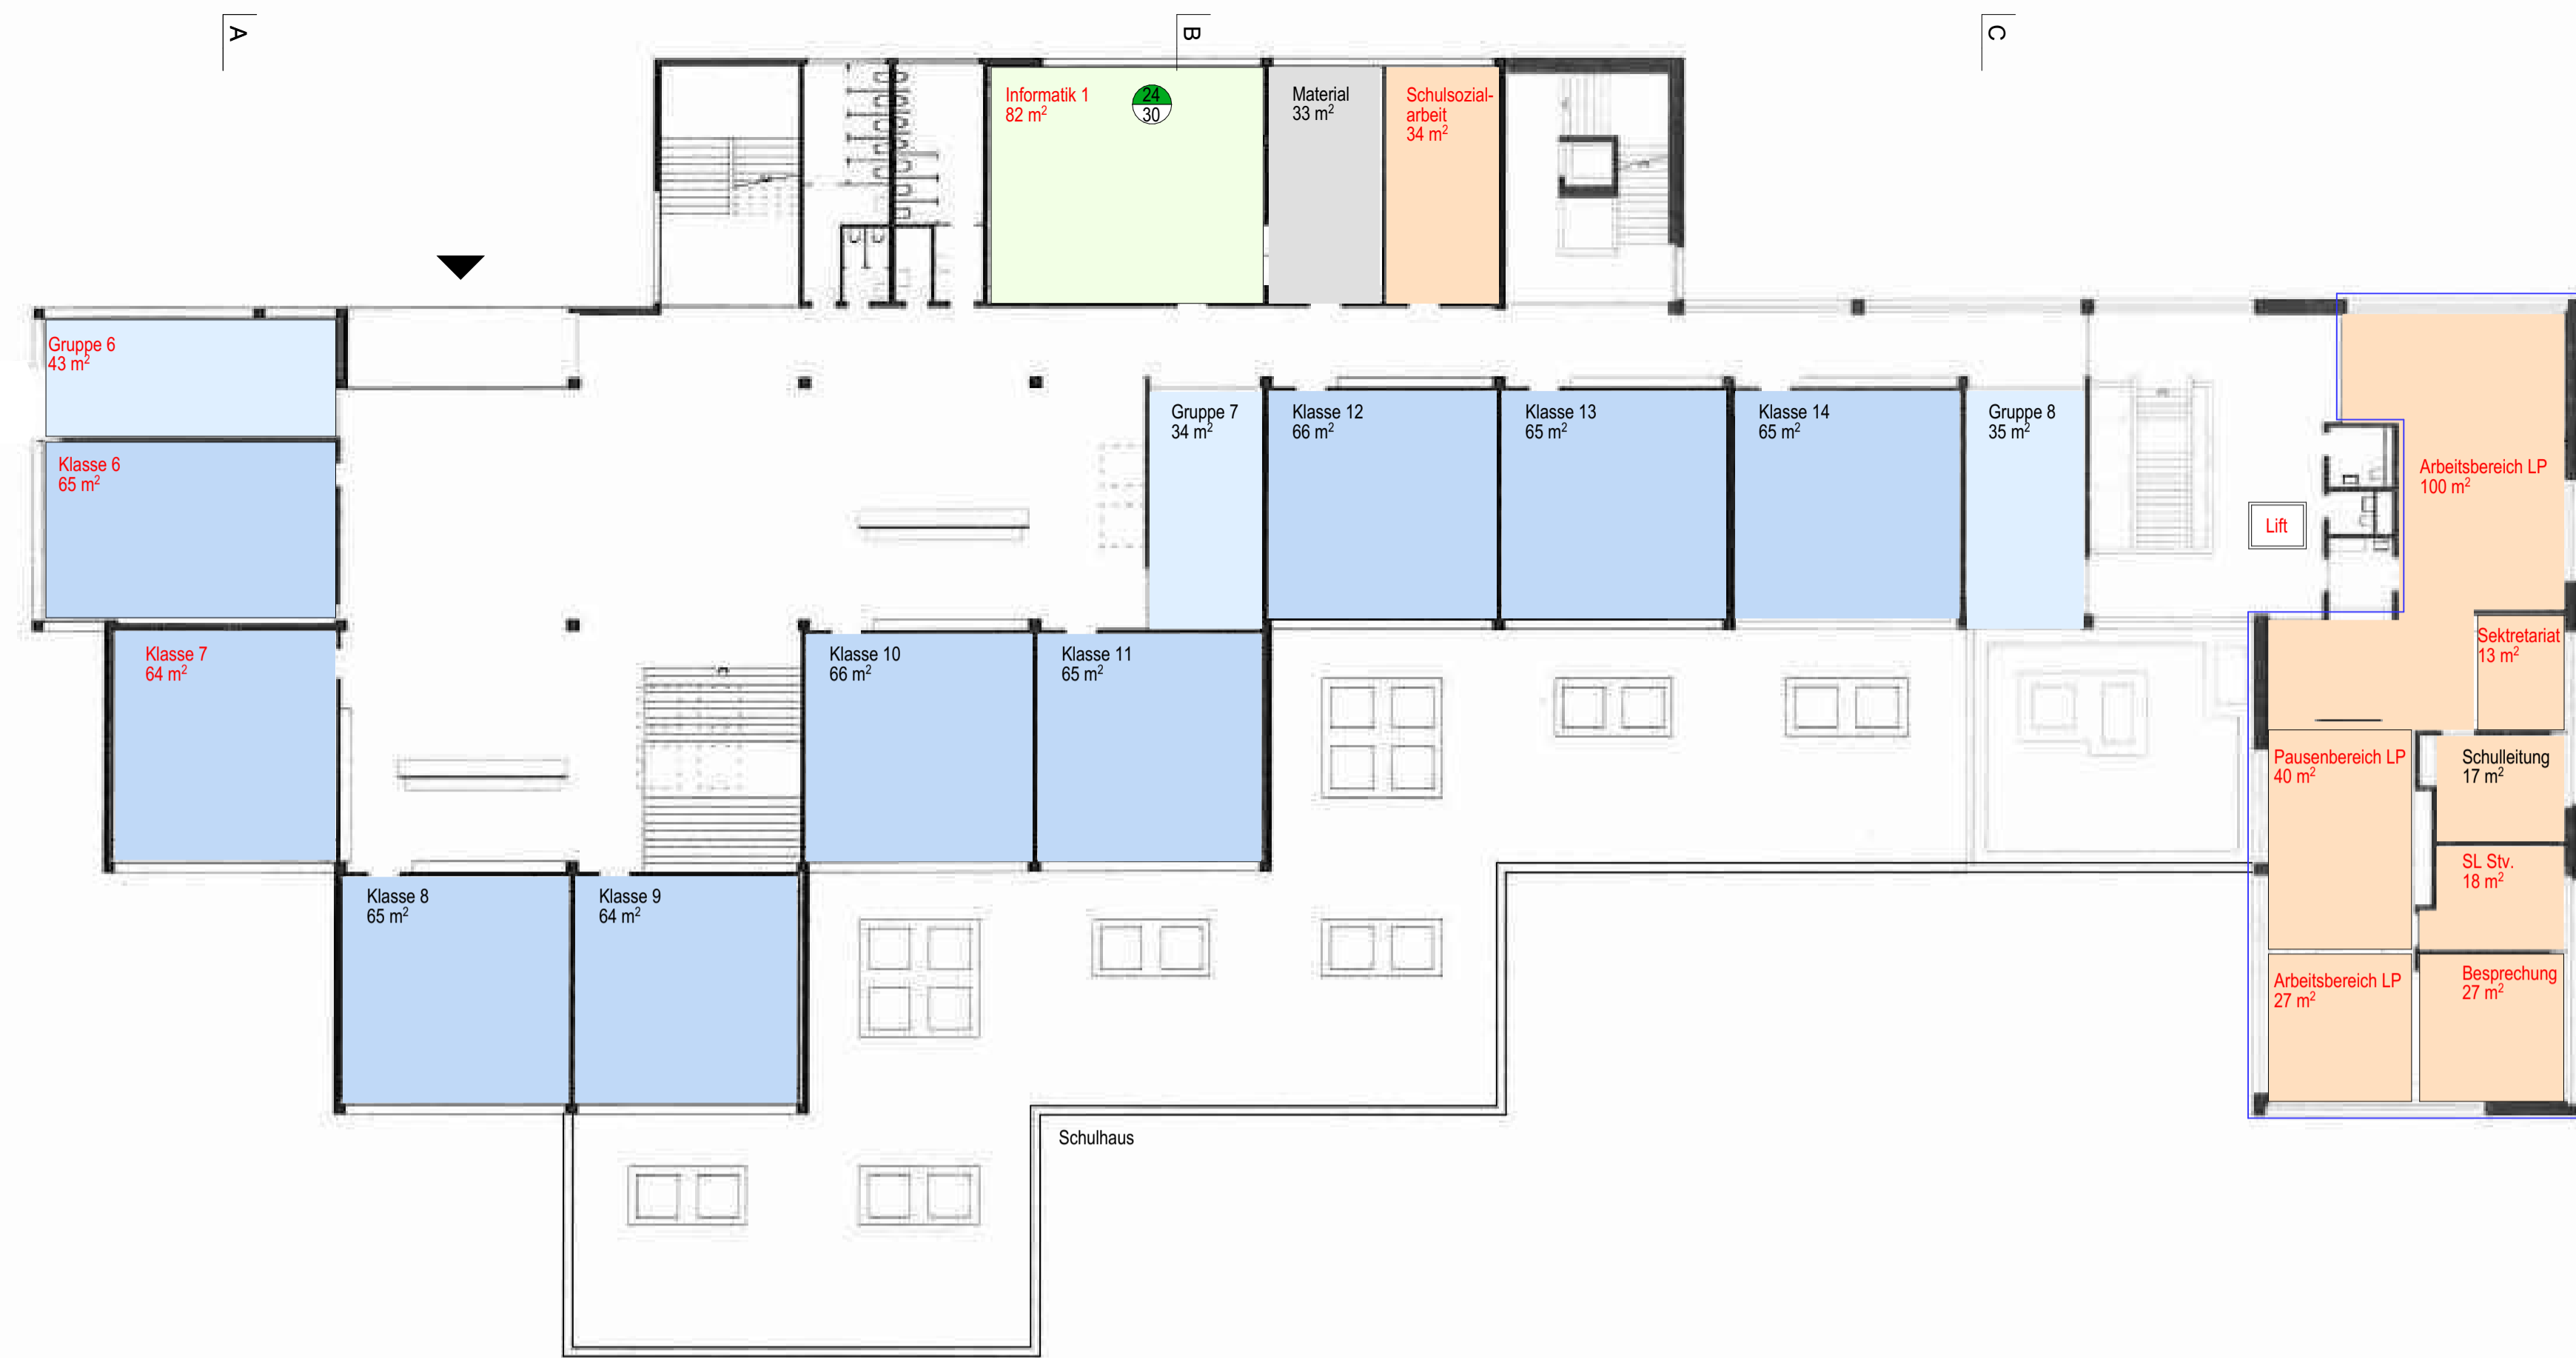 A
B
C
Informatik 1
82 m²
24
30
Material
33 m²
Schulsozial-
arbeit
34 m²
Gruppe 6
43 m²
Klasse 6
65 m²
Klasse 7
64 m²
Gruppe 7
34 m²
Klasse 12
66 m²
Klasse 13
65 m²
Klasse 14
65 m²
Gruppe 8
35 m²
Lift
Arbeitsbereich LP
100 m²
Sektretariat
13 m²
Klasse 10
66 m²
Klasse 11
65 m²
Pausenbereich LP
40 m²
Schulleitung
17 m²
SL Stv.
18 m²
Klasse 8
65 m²
Klasse 9
64 m²
Arbeitsbereich LP
27 m²
Besprechung
27 m²
Schulhaus